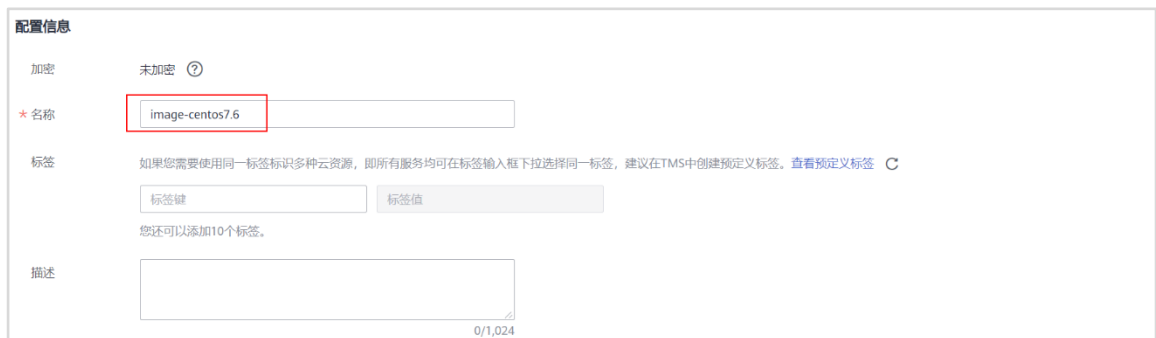 配置信息
加密 未加密 ?
* 名称 image-centos7.6
标签 如果您需要使用同一标签标识多种云资源，即所有服务均可在标签输入框下拉选择同一标签，建议在TMS中创建预定义标签。查看预定义标签
标签键 标签值
您还可以添加10个标签。
描述
0/1,024